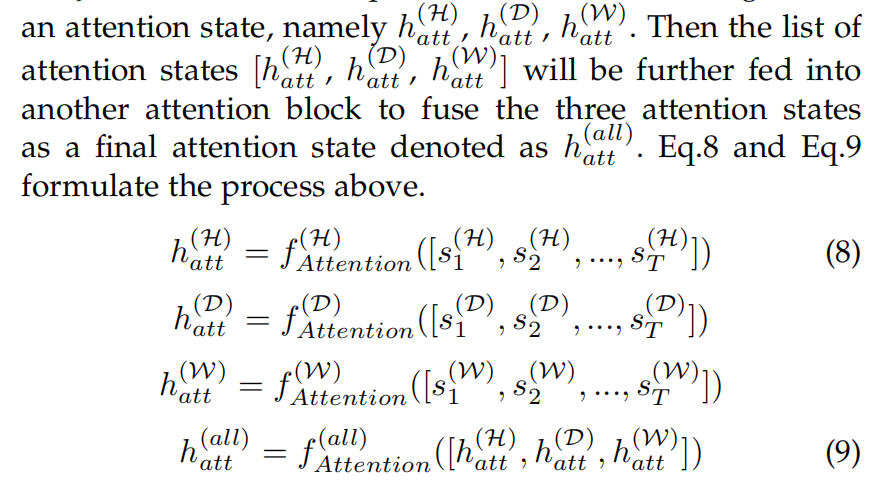 an attention state, namely h_{att}^{(\mathcal{H})}, h_{att}^{(\mathcal{D})}, h_{att}^{(\mathcal{W})}. Then the list of
attention states [h_{att}^{(\mathcal{H})}, h_{att}^{(\mathcal{D})}, h_{att}^{(\mathcal{W})}] will be further fed into
another attention block to fuse the three attention states
as a final attention state denoted as h_{att}^{(all)}. Eq.8 and Eq.9
formulate the process above.
h_{att}^{(\mathcal{H})} = f_{Attention}^{(\mathcal{H})}([s_1^{(\mathcal{H})}, s_2^{(\mathcal{H})}, ..., s_T^{(\mathcal{H})}]) (8)
h_{att}^{(\mathcal{D})} = f_{Attention}^{(\mathcal{D})}([s_1^{(\mathcal{D})}, s_2^{(\mathcal{D})}, ..., s_T^{(\mathcal{D})}])
h_{att}^{(\mathcal{W})} = f_{Attention}^{(\mathcal{W})}([s_1^{(\mathcal{W})}, s_2^{(\mathcal{W})}, ..., s_T^{(\mathcal{W})}])
h_{att}^{(all)} = f_{Attention}^{(all)}([h_{att}^{(\mathcal{H})}, h_{att}^{(\mathcal{D})}, h_{att}^{(\mathcal{W})}]) (9)